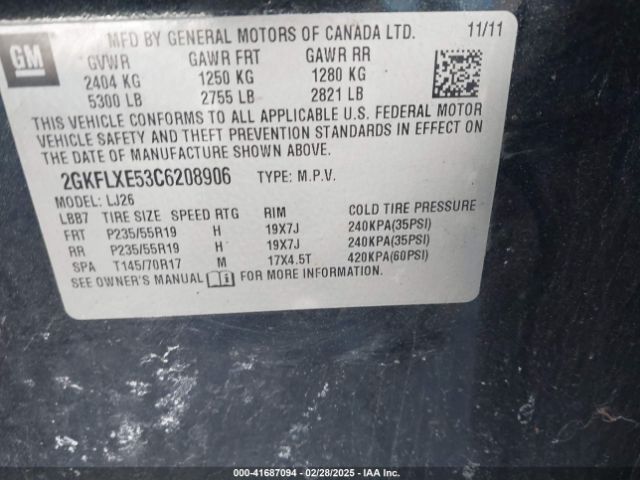 GM
MFD BY GENERAL MOTORS OF CANADA LTD. 11/11
GVWR GAWR FRT GAWR RR
2404 KG 1250 KG 1280 KG
5300 LB 2755 LB 2821 LB
THIS VEHICLE CONFORMS TO ALL APPLICABLE U.S. FEDERAL MOTOR
VEHICLE SAFETY AND THEFT PREVENTION STANDARDS IN EFFECT ON
THE DATE OF MANUFACTURE SHOWN ABOVE.
2GKFLXE53C6208906 TYPE: M.P.V.
MODEL: LJ26
LBB7 TIRE SIZE SPEED RTG RIM COLD TIRE PRESSURE
FRT P235/55R19 H 19X7J 240KPA(35PSI)
RR P235/55R19 H 19X7J 240KPA(35PSI)
SPA T145/70R17 M 17X4.5T 420KPA(60PSI)
SEE OWNER'S MANUAL FOR MORE INFORMATION
000-41687094 - 02/28/2025 - IAA Inc.